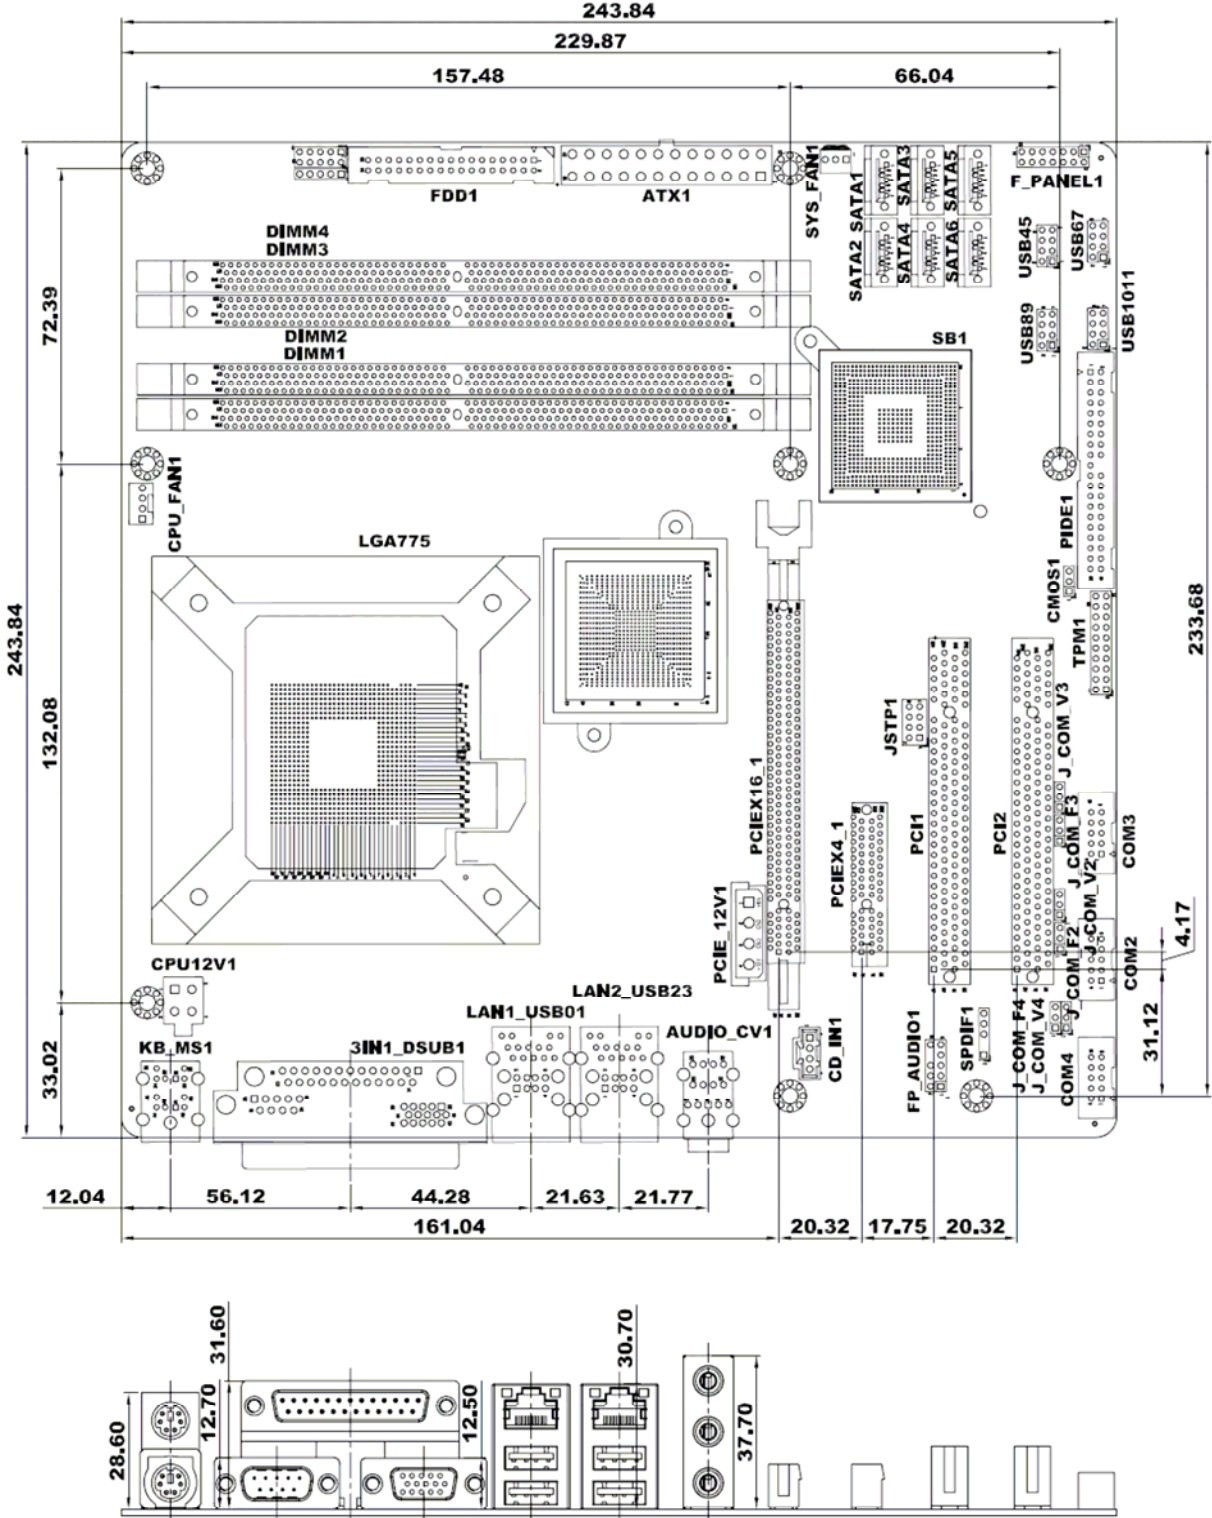 243.84
229.87
157.48
66.04
FDD1
ATX1
SYS_FAN1
SATA1
SATA3
SATA5
F_PANEL1
SATA2
SATA4
SATA6
USB45
USB67
DIMM4
DIMM3
72.39
DIMM2
DIMM1
SB1
USB89
USB1011
CPU_FAN1
LGA775
PIDE1
CMOS1
TPM1
243.84
233.68
132.08
JSTP1
J_COM_V3
PCIEX16_1
PCIEX4_1
PCI1
PCI2
J_COM_F3
COM3
J_COM_V2
PCIE_12V1
J_COM_F2
COM2
4.17
CPU12V1
LAN2_USB23
LAN1_USB01
KB_MS1
3IN1_DSUB1
AUDIO_CV1
CD_IN1
FP_AUDIO1
SPDIF1
J_COM_F4
J_COM_V4
COM4
31.12
33.02
12.04
56.12
44.28
21.63
21.77
161.04
20.32
17.75
20.32
31.60
30.70
12.70
12.50
28.60
37.70